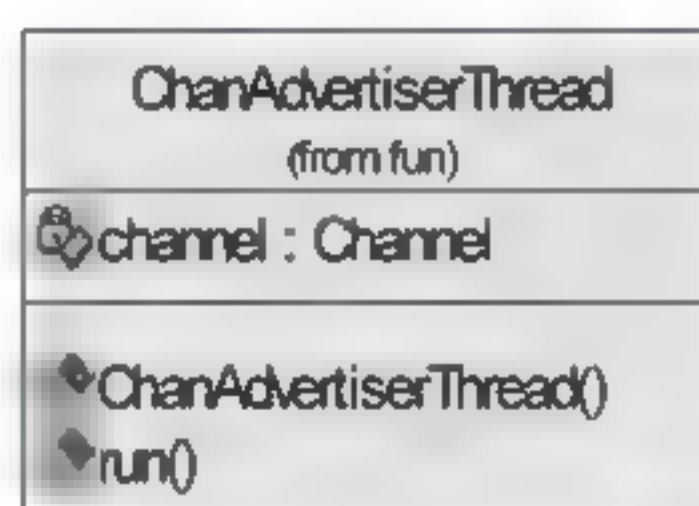 ChanAdvertiserThread
(from fun)
channel : Channel
ChanAdvertiserThread()
run()